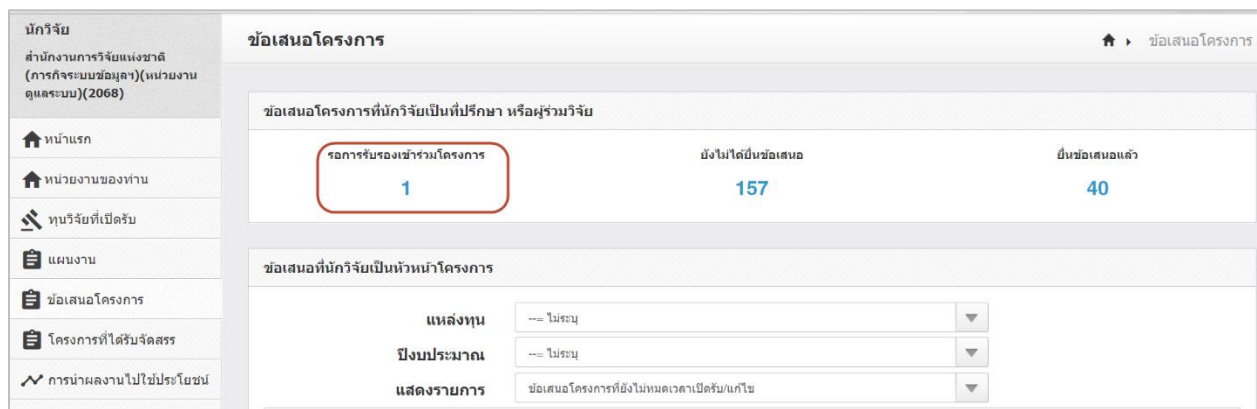 นักวิจัย
สำนักงานการวิจัยแห่งชาติ
(ภารกิจระบบข้อมูลฯ)(หน่วยงาน
ดูแลระบบ)(2068)
หน้าแรก
หน่วยงานของท่าน
ทุนวิจัยที่เปิดรับ
แผนงาน
ข้อเสนอโครงการ
โครงการที่ได้รับจัดสรร
การนำผลงานไปใช้ประโยชน์
ข้อเสนอโครงการ
ข้อเสนอโครงการ
ข้อเสนอโครงการที่นักวิจัยเป็นที่ปรึกษา หรือผู้ร่วมวิจัย
รอการรับรองเข้าร่วมโครงการ ยังไม่ได้ยื่นข้อเสนอ ยื่นข้อเสนอแล้ว
1 157 40
ข้อเสนอที่นักวิจัยเป็นหัวหน้าโครงการ
แหล่งทุน --= ไม่ระบุ
ปีงบประมาณ --= ไม่ระบุ
แสดงรายการ ข้อเสนอโครงการที่ยังไม่หมดเวลาเปิดรับ/แก้ไข